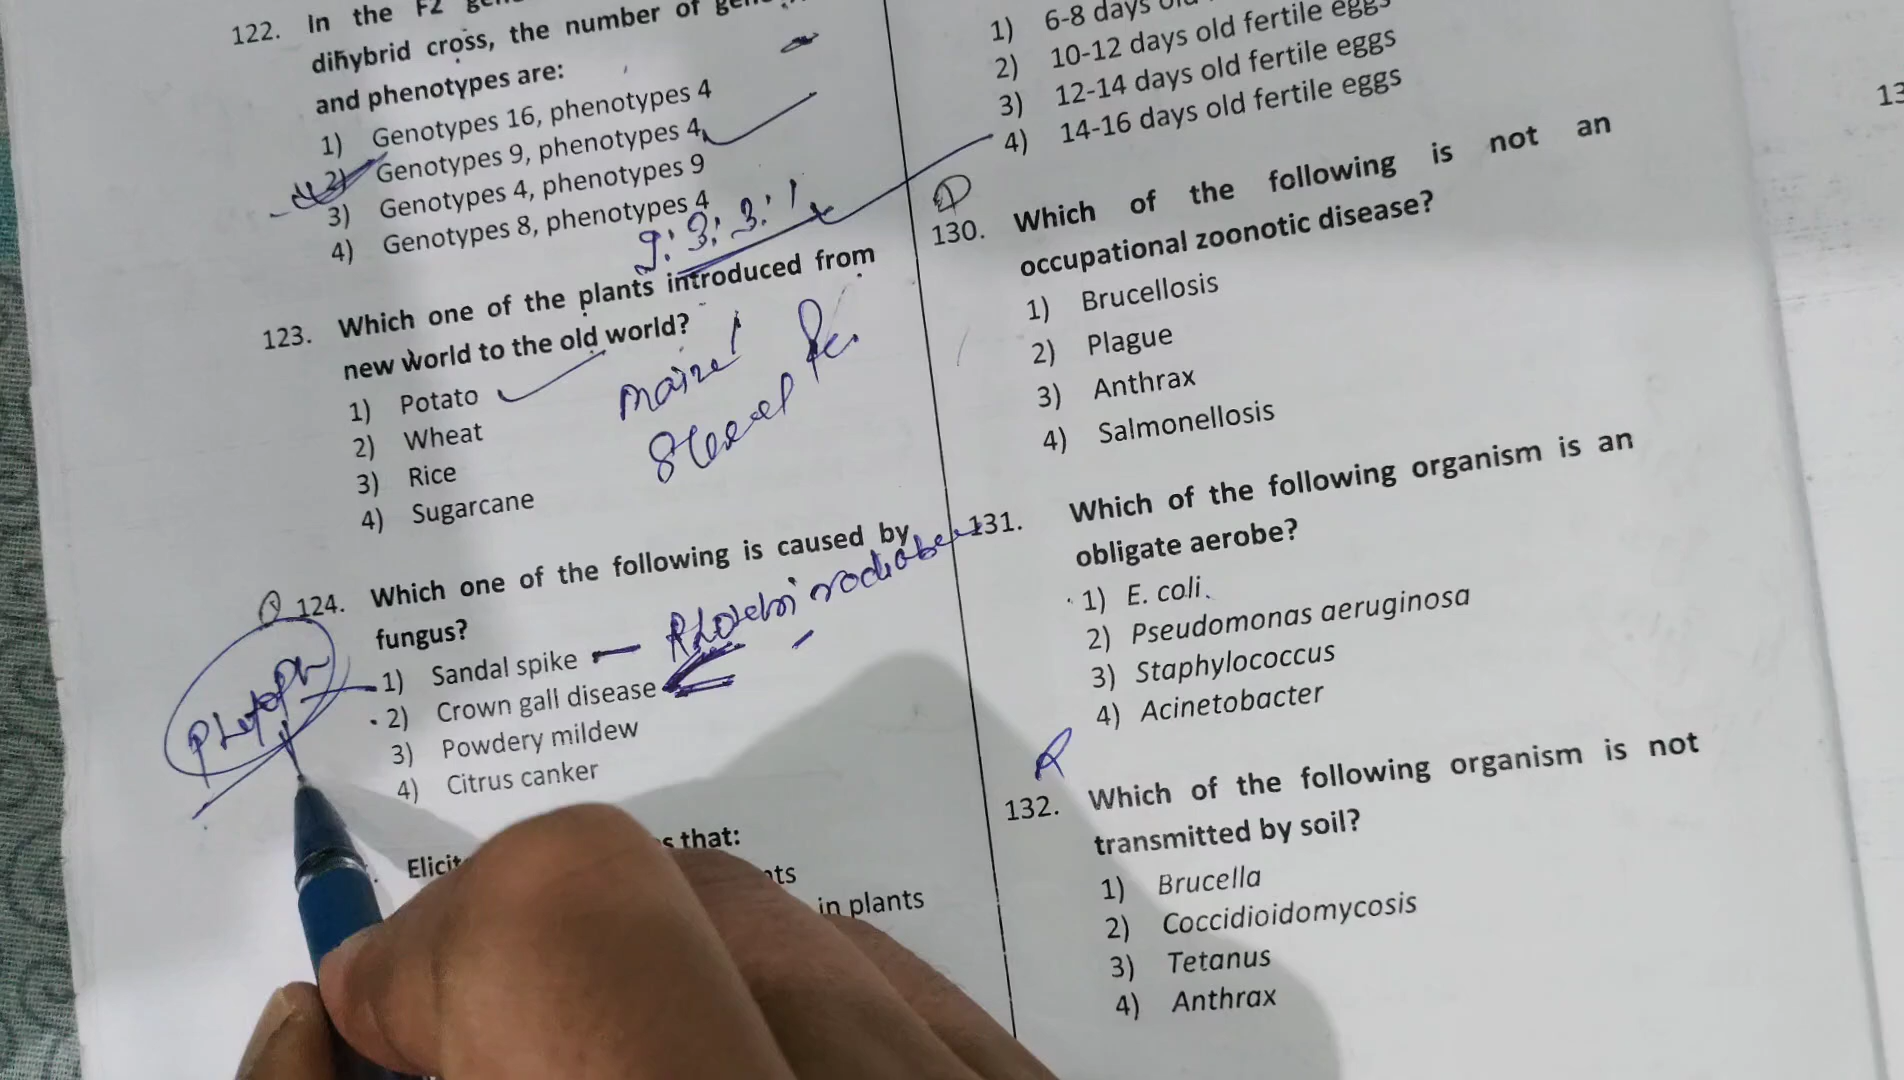 122. In the F2
dihybrid cross, the number of
and phenotypes are:
1) Genotypes 16, phenotypes 4
2) Genotypes 9, phenotypes 4
3) Genotypes 4, phenotypes 9
4) Genotypes 8, phenotypes 4
9:3:3:1
123. Which one of the plants introduced from
new world to the old world?
1) Potato
2) Wheat
3) Rice
4) Sugarcane
maize
124. Which one of the following is caused by
fungus?
1) Sandal spike
2) Crown gall disease
3) Powdery mildew
4) Citrus canker
that:
in plants
1) 6-8 days
2) 10-12 days old fertile eggs
3) 12-14 days old fertile eggs
4) 14-16 days old fertile eggs
130. Which of the following is not an
occupational zoonotic disease?
1) Brucellosis
2) Plague
3) Anthrax
4) Salmonellosis
131. Which of the following organism is an
obligate aerobe?
1) E. coli.
2) Pseudomonas aeruginosa
3) Staphylococcus
4) Acinetobacter
R
132. Which of the following organism is not
transmitted by soil?
1) Brucella
2) Coccidioidomycosis
3) Tetanus
4) Anthrax